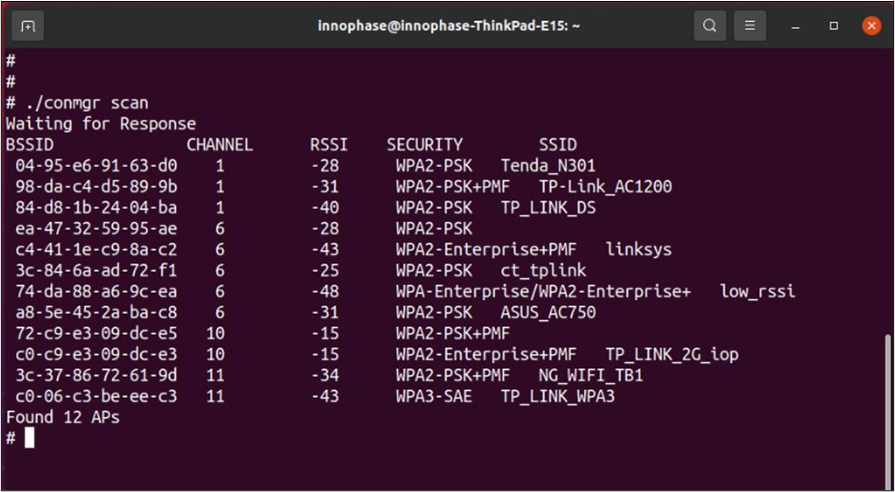 innophase@innophase-ThinkPad-E15: ~
#
#
# ./conmgr scan
Waiting for Response
BSSID CHANNEL RSSI SECURITY SSID
04-95-e6-91-63-d0 1 -28 WPA2-PSK Tenda_N301
98-da-c4-d5-89-9b 1 -31 WPA2-PSK+PMF TP-Link_AC1200
84-d8-1b-24-04-ba 1 -40 WPA2-PSK TP_LINK_DS
ea-47-32-59-95-ae 6 -28 WPA2-PSK
c4-41-1e-c9-8a-c2 6 -43 WPA2-Enterprise+PMF linksys
3c-84-6a-ad-72-f1 6 -25 WPA2-PSK ct_tplink
74-da-88-a6-9c-ea 6 -48 WPA-Enterprise/WPA2-Enterprise+ low_rssi
a8-5e-45-2a-ba-c8 6 -31 WPA2-PSK ASUS_AC750
72-c9-e3-09-dc-e5 10 -15 WPA2-PSK+PMF
c0-c9-e3-09-dc-e3 10 -15 WPA2-Enterprise+PMF TP_LINK_2G_iop
3c-37-86-72-61-9d 11 -34 WPA2-PSK+PMF NG_WIFI_TB1
c0-06-c3-be-ee-c3 11 -43 WPA3-SAE TP_LINK_WPA3
Found 12 APs
#